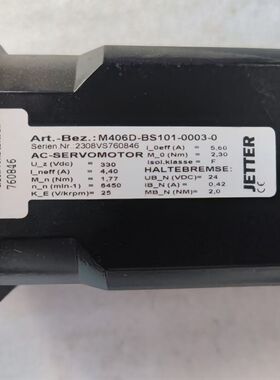 Art.-Bez.: M406D-BS101-0003-0
Serien Nr.:2308VS760846
AC-SERVOMOTOR
U_z (Vdc) 330
I_neff (A) 4,40
M_n (Nm) 1,77
n_n (min-1) 6450
K_E (V/krpm) 25
i_0eff (A) 5,60
M_0 (Nm) 2,30
Isol.klasse F
HALTEBREMSE:
UB_N (VDC) 24
IB_N (A) 0,42
MB_N (Nm) 2,0
JETTER
CE
760846